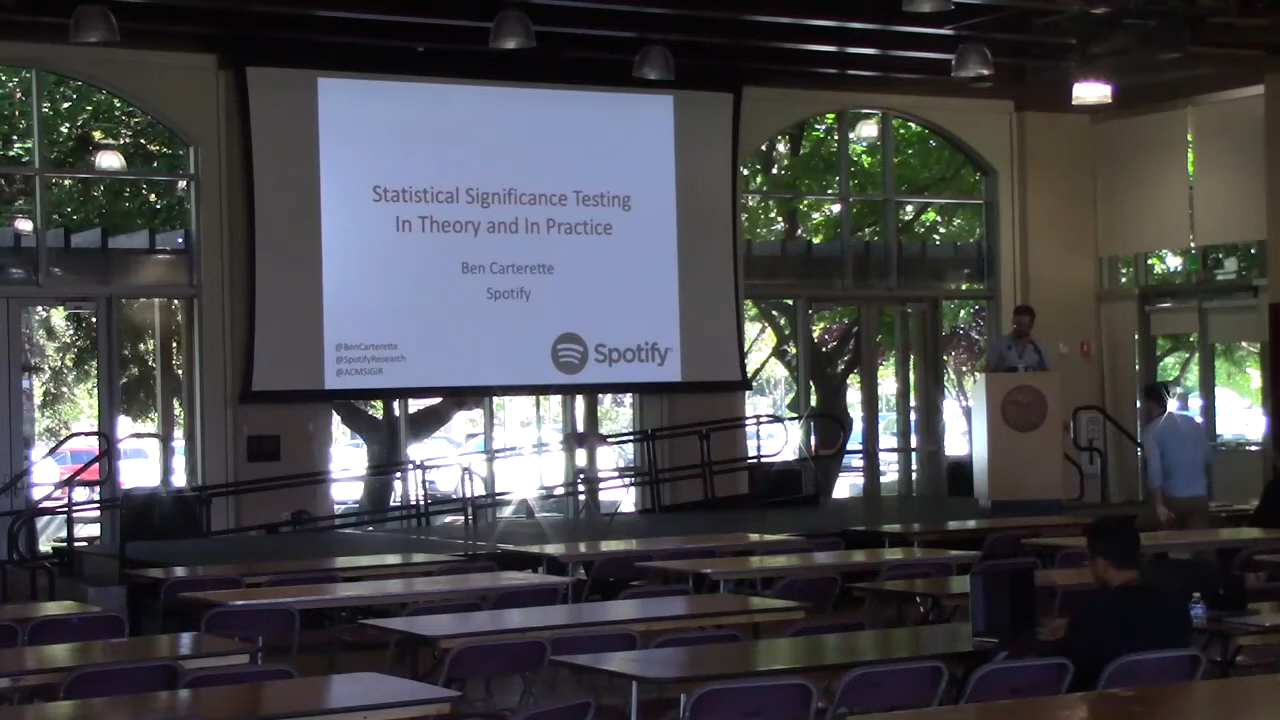 Statistical Significance Testing
In Theory and In Practice
Ben Carterette
Spotify
@BenCarterette
@SpotifyResearch
@ACMSIGIR
Spotify